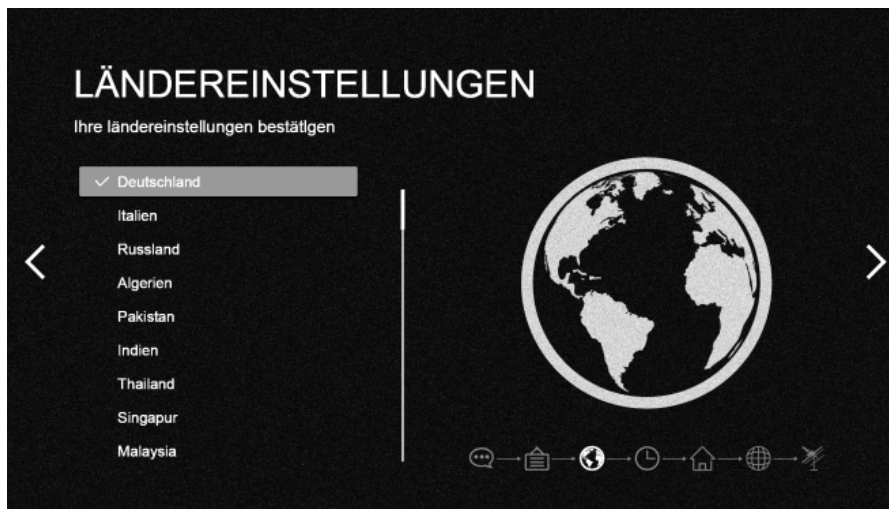 LÄNDEREINSTELLUNGEN
Ihre ländereinstellungen bestätlgen
Deutschland
Italien
Russland
Algerien
Pakistan
Indien
Thailand
Singapur
Malaysia